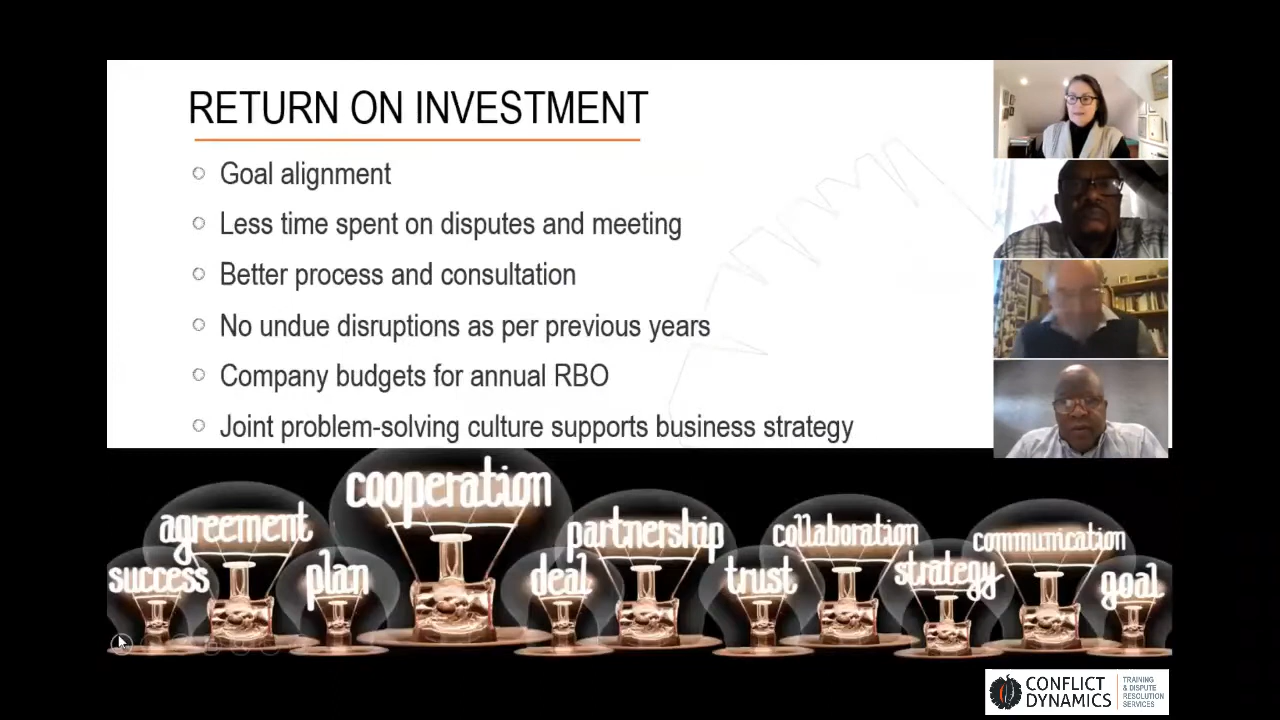 RETURN ON INVESTMENT
Goal alignment
Less time spent on disputes and meeting
Better process and consultation
No undue disruptions as per previous years
Company budgets for annual RBO
Joint problem-solving culture supports business strategy
cooperation
agreement
partnership
collaboration
communication
success
plan
deal
trust
strategy
goal
CONFLICT
DYNAMICS
TRAINING
& DISPUTE
RESOLUTION
SERVICES